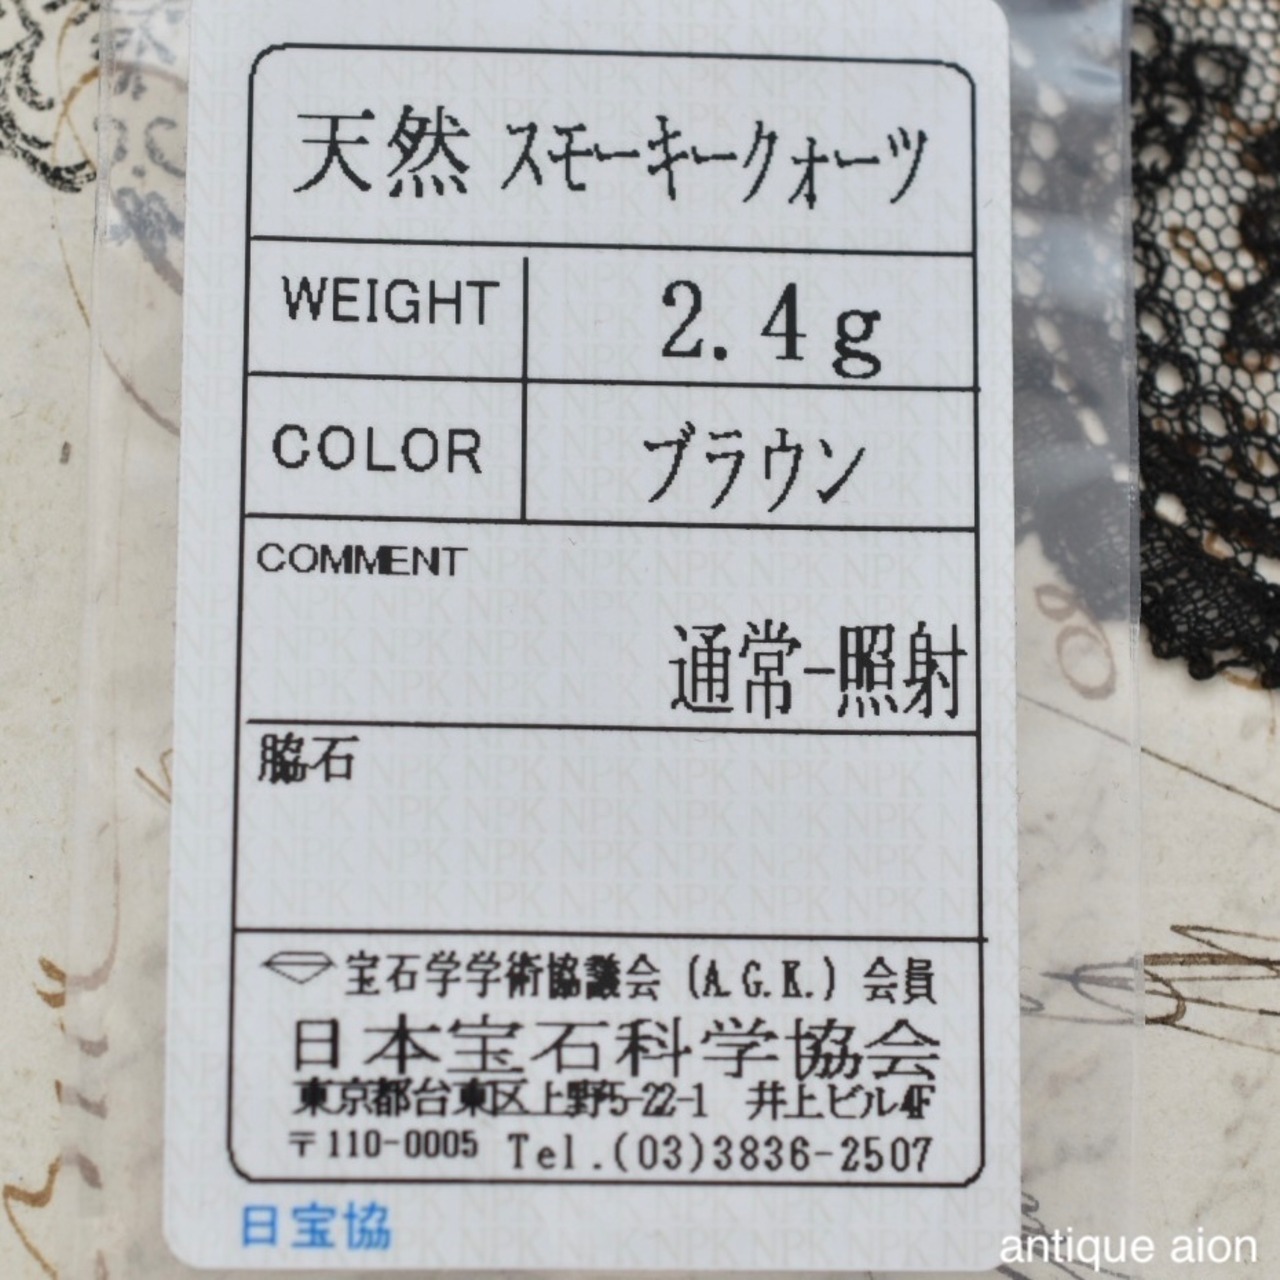 天然 スモーキークォーツ
WEIGHT 2.4g
COLOR ブラウン
COMMENT
通常-照射
脇石
宝石学学術協議会 (A.G.K.) 会員
日本宝石科学協会
東京都台東区上野5-22-1 井上ビル4F
〒110-0005 Tel.(03)3836-2507
日宝協
antique aion